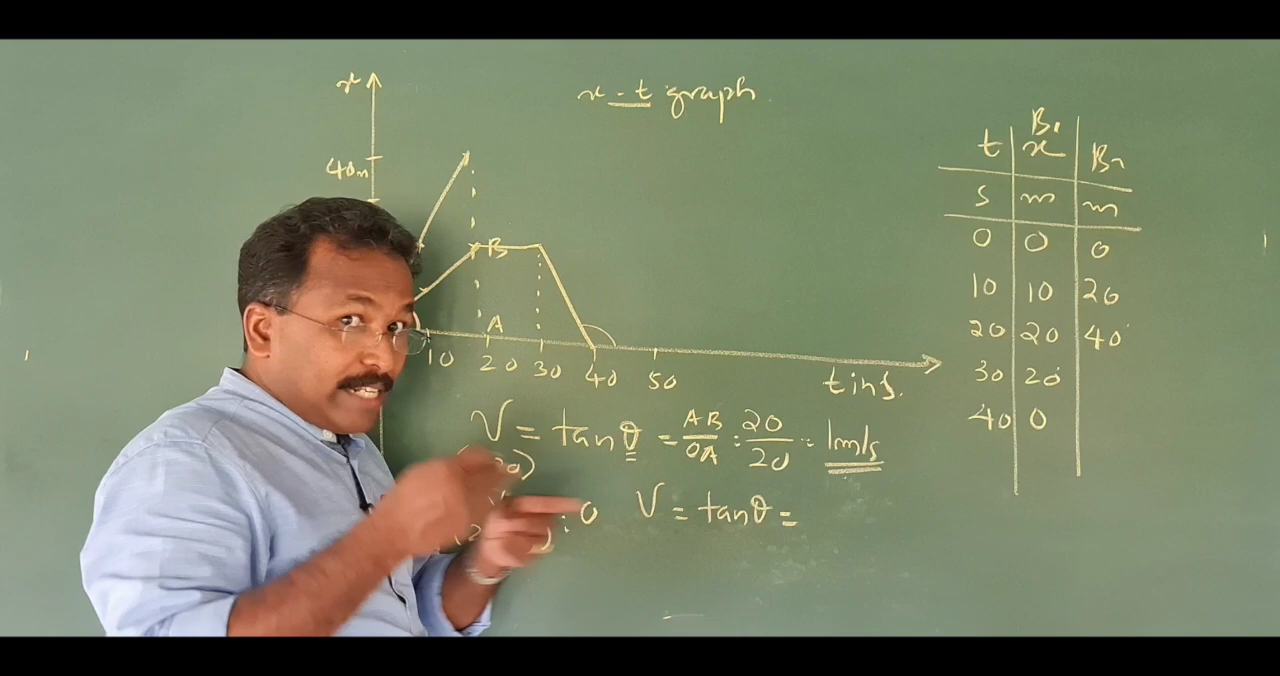 x - t graph
x
40m
B
A
10 20 30 40 50
t in s.
V = tanθ = AB/OA = 20/20 = 1m/s
: 0 V = tanθ =
t | B₁ x | B₂
s | m | m
0 | 0 | 0
10 | 10 | 20
20 | 20 | 40
30 | 20
40 | 0